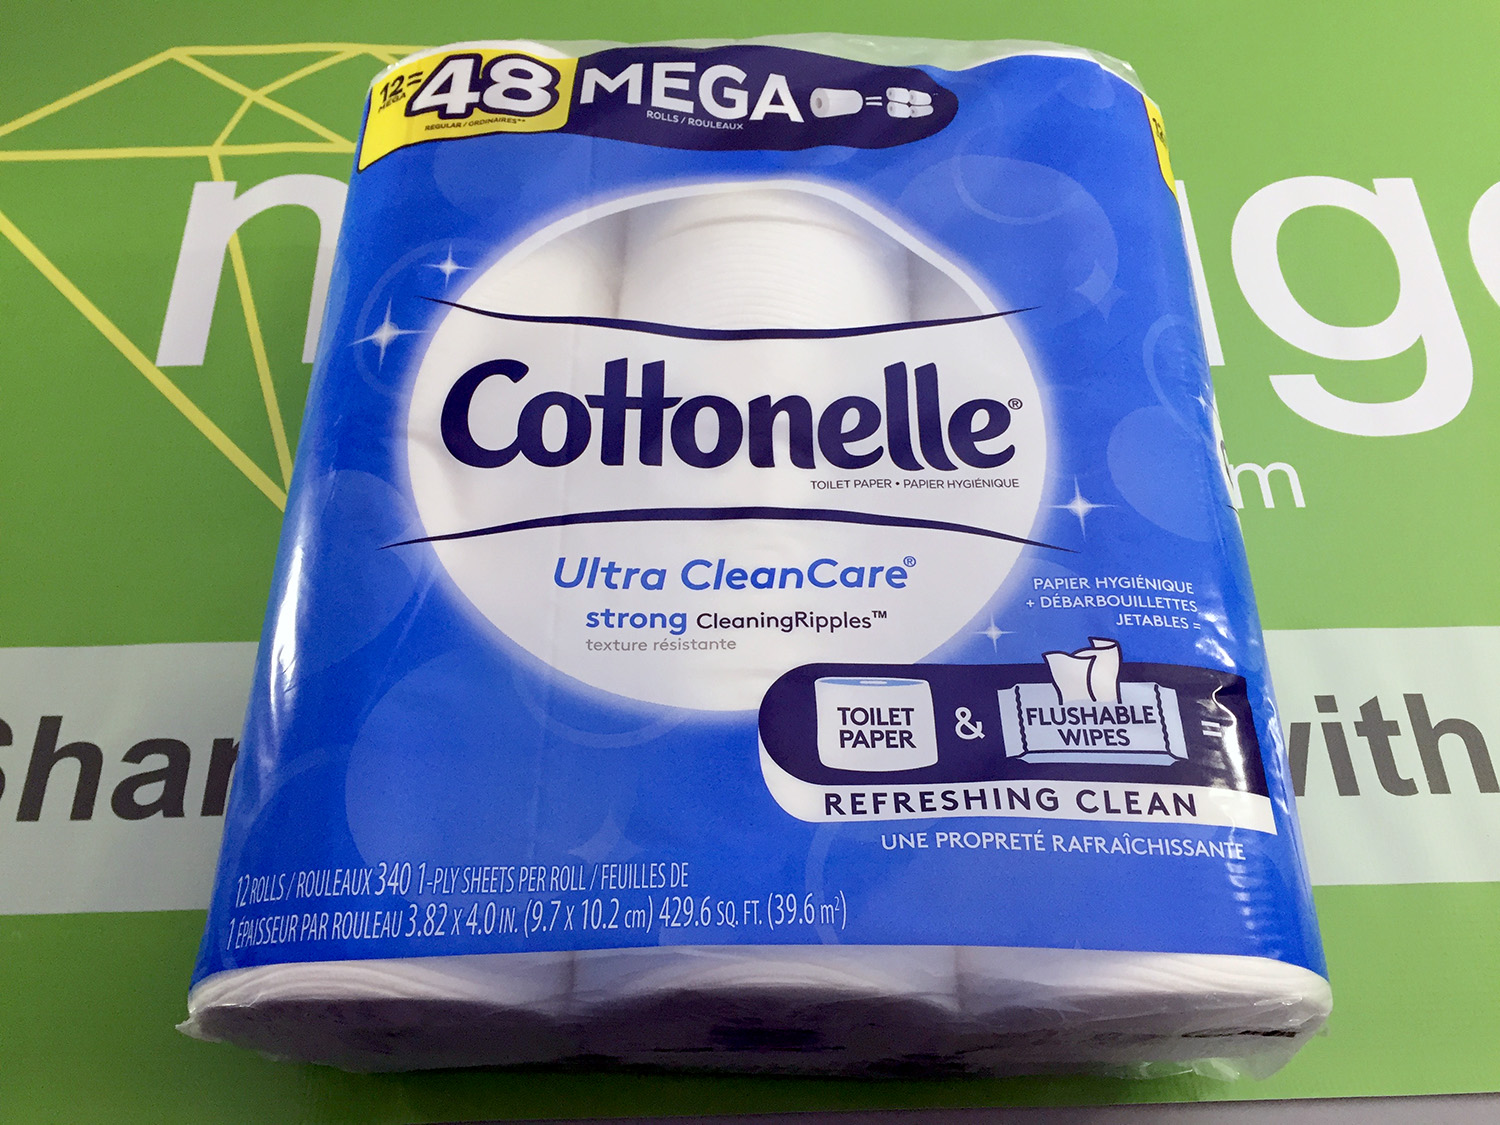 12=48 MEGA
MEGA
REGULAR / ORDINAIRES**
ROLLS / ROULEAUX
Cottonelle®
TOILET PAPER • PAPIER HYGIÉNIQUE
Ultra CleanCare®
strong CleaningRipples™
texture résistante
PAPIER HYGIÉNIQUE
+ DÉBARBOUILLETTES
JETABLES =
TOILET
PAPER
&
FLUSHABLE
WIPES
=
REFRESHING CLEAN
UNE PROPRETÉ RAFRAÎCHISSANTE
12 ROLLS / ROULEAUX 340 1-PLY SHEETS PER ROLL / FEUILLES DE
1 ÉPAISSEUR PAR ROULEAU 3.82 X 4.0 IN. (9.7 X 10.2 cm) 429.6 SQ. FT. (39.6 m²)